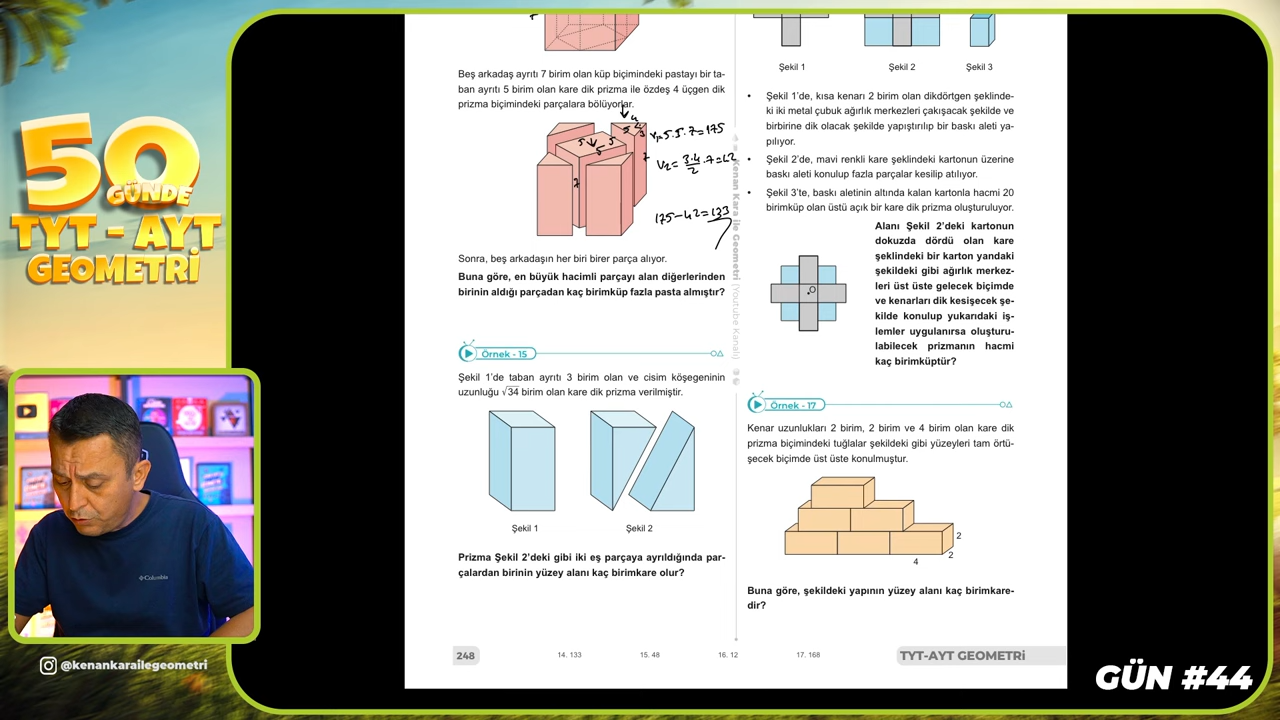 50
GÜNDE
TYT - AYT
GEOMETRİ
@kenankarailegeometri
Beş arkadaş ayrıtı 7 birim olan küp biçimindeki pastayı bir ta-
ban ayrıtı 5 birim olan kare dik prizma ile özdeş 4 üçgen dik
prizma biçimindeki parçalara bölüyorlar.
V₁=5.5.7=175
V₂=3.4/2.7=42
175-42=133
Sonra, beş arkadaşın her biri birer parça alıyor.
Buna göre, en büyük hacimli parçayı alan diğerlerinden
birinin aldığı parçadan kaç birimküp fazla pasta almıştır?
Örnek - 15
Şekil 1'de taban ayrıtı 3 birim olan ve cisim köşegeninin
uzunluğu √34 birim olan kare dik prizma verilmiştir.
Şekil 1
Şekil 2
Prizma Şekil 2'deki gibi iki eş parçaya ayrıldığında par-
çalardan birinin yüzey alanı kaç birimkare olur?
Kenan Kara ile Geometri (Youtube Kanalı)
Şekil 1
Şekil 2
Şekil 3
• Şekil 1'de, kısa kenarı 2 birim olan dikdörtgen şeklinde-
ki iki metal çubuk ağırlık merkezleri çakışacak şekilde ve
birbirine dik olacak şekilde yapıştırılıp bir baskı aleti ya-
pılıyor.
• Şekil 2'de, mavi renkli kare şeklindeki kartonun üzerine
baskı aleti konulup fazla parçalar kesilip atılıyor.
• Şekil 3'te, baskı aletinin altında kalan kartonla hacmi 20
birimküp olan üstü açık bir kare dik prizma oluşturuluyor.
O
Alanı Şekil 2'deki kartonun
dokuzda dördü olan kare
şeklindeki bir karton yandaki
şekildeki gibi ağırlık merkez-
leri üst üste gelecek biçimde
ve kenarları dik kesişecek şe-
kilde konulup yukarıdaki iş-
lemler uygulanırsa oluşturu-
labilecek prizmanın hacmi
kaç birimküptür?
Örnek - 17
Kenar uzunlukları 2 birim, 2 birim ve 4 birim olan kare dik
prizma biçimindeki tuğlalar şekildeki gibi yüzeyleri tam örtü-
şecek biçimde üst üste konulmuştur.
2
2
4
Buna göre, şekildeki yapının yüzey alanı kaç birimkare-
dir?
248
14. 133
15. 48
16. 12
17. 168
TYT-AYT GEOMETRİ
GÜN #44